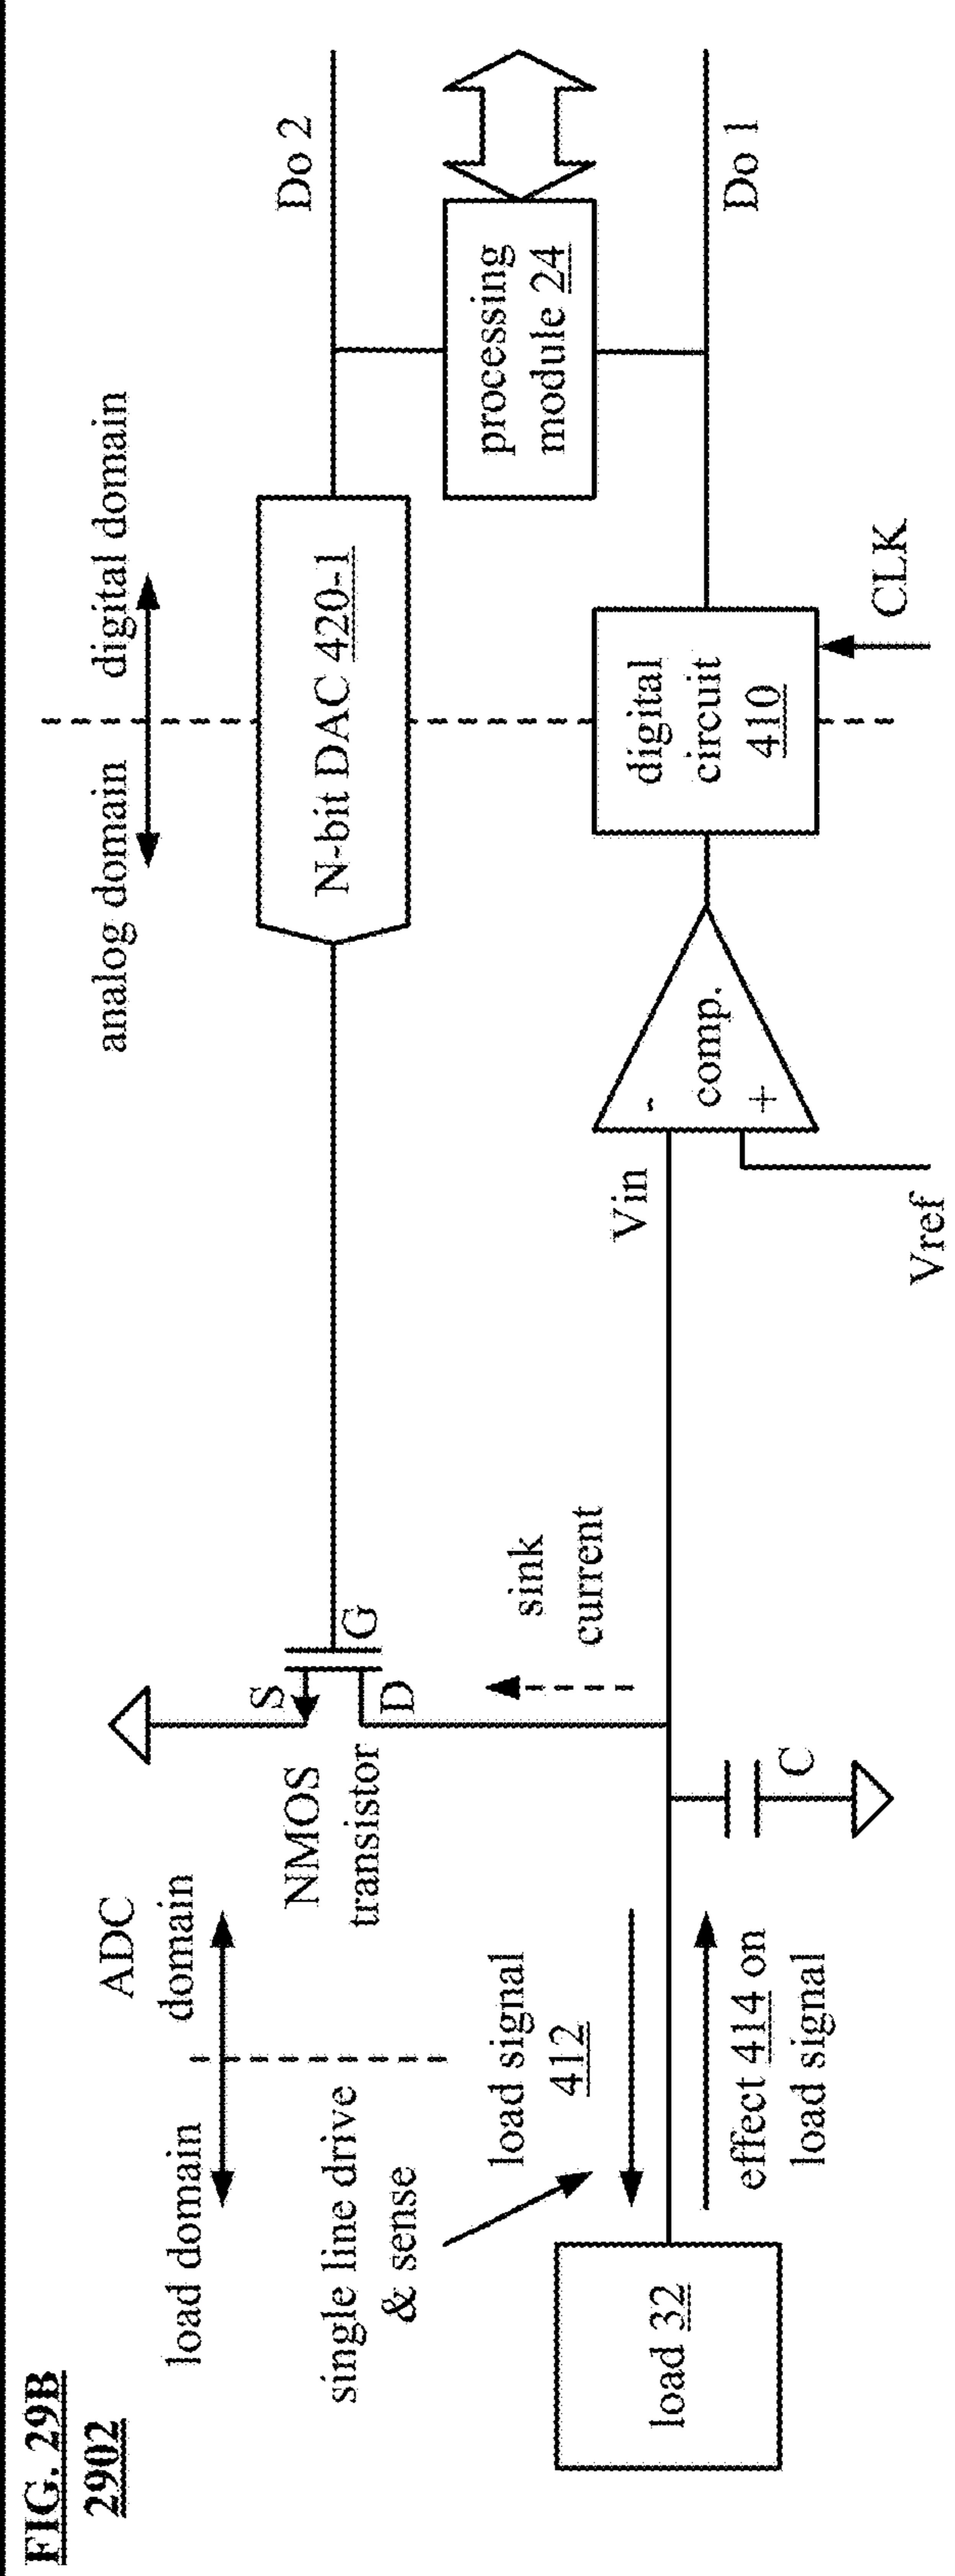 FIG. 29B
2902
load domain
ADC
domain
analog domain
digital domain
single line drive
& sense
NMOS
transistor
S
G
D
N-bit DAC 420-1
Do 2
load signal
412
sink
current
processing
module 24
load 32
effect 414 on
load signal
C
Vin
-
comp.
+
Vref
digital
circuit
410
CLK
Do 1